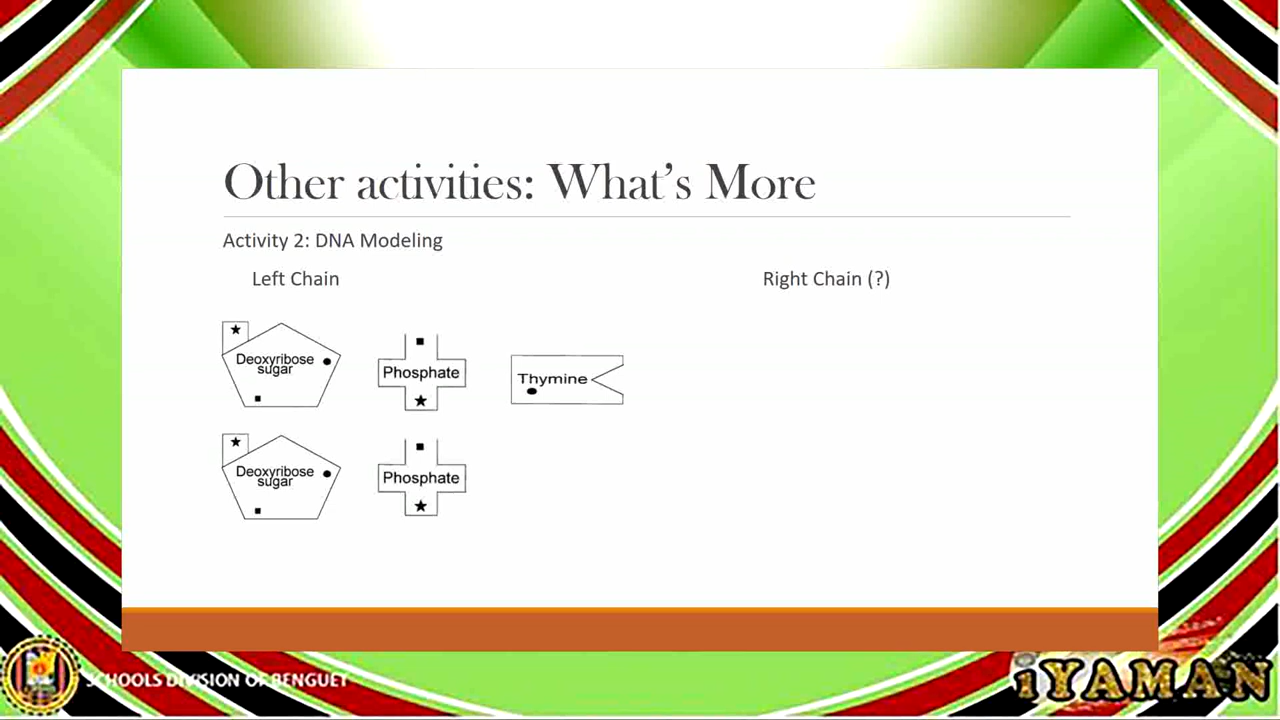 Other activities: What's More
Activity 2: DNA Modeling
Left Chain
Right Chain (?)
Deoxyribose
sugar
Phosphate
Thymine
Deoxyribose
sugar
Phosphate
SCHOOLS DIVISION OF BENGUET
iYAMAN